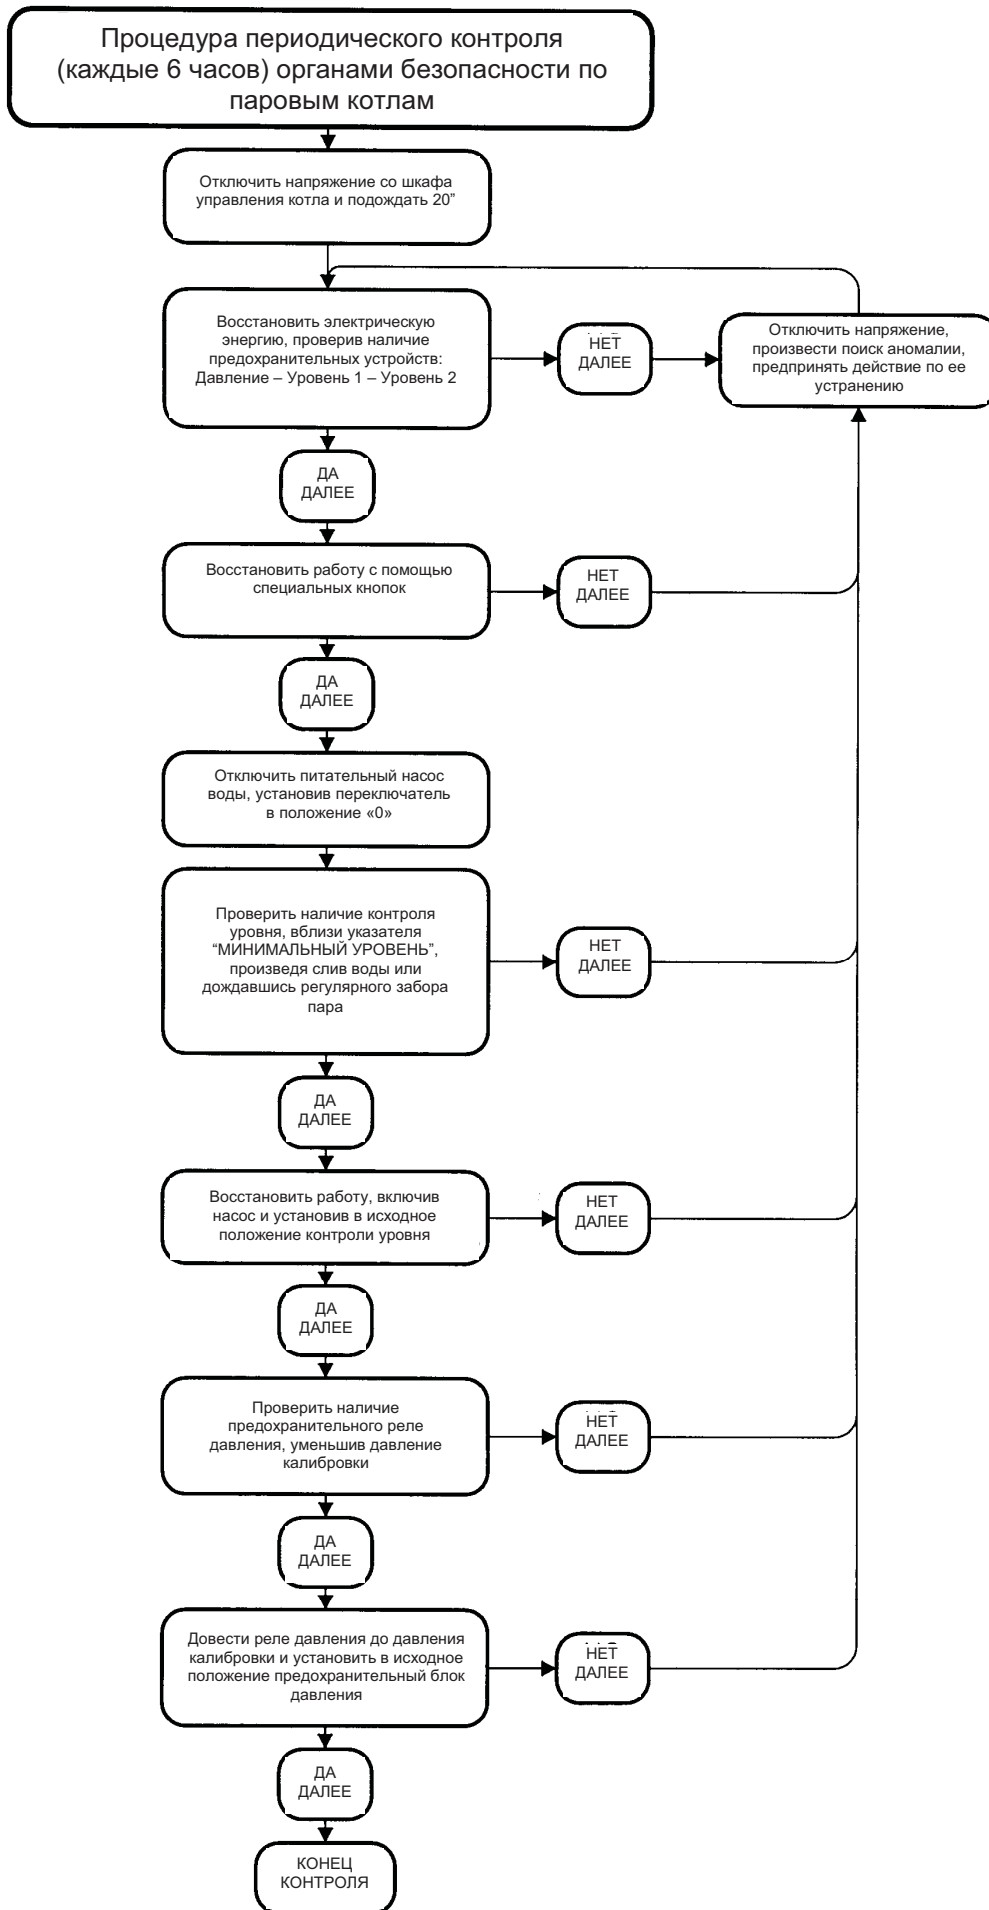 Процедура периодического контроля
(каждые 6 часов) органами безопасности по
паровым котлам
Отключить напряжение со шкафа
управления котла и подождать 20”
Восстановить электрическую
энергию, проверив наличие
предохранительных устройств:
Давление – Уровень 1 – Уровень 2
НЕТ
ДАЛЕЕ
Отключить напряжение,
произвести поиск аномалии,
предпринять действие по ее
устранению
ДА
ДАЛЕЕ
Восстановить работу с помощью
специальных кнопок
НЕТ
ДАЛЕЕ
ДА
ДАЛЕЕ
Отключить питательный насос
воды, установив переключатель
в положение «0»
Проверить наличие контроля
уровня, вблизи указателя
“МИНИМАЛЬНЫЙ УРОВЕНЬ”,
произведя слив воды или
дождавшись регулярного забора
пара
НЕТ
ДАЛЕЕ
ДА
ДАЛЕЕ
Восстановить работу, включив
насос и установив в исходное
положение контроли уровня
НЕТ
ДАЛЕЕ
ДА
ДАЛЕЕ
Проверить наличие
предохранительного реле
давления, уменьшив давление
калибровки
НЕТ
ДАЛЕЕ
ДА
ДАЛЕЕ
Довести реле давления до давления
калибровки и установить в исходное
положение предохранительный блок
давления
НЕТ
ДАЛЕЕ
ДА
ДАЛЕЕ
КОНЕЦ
КОНТРОЛЯ